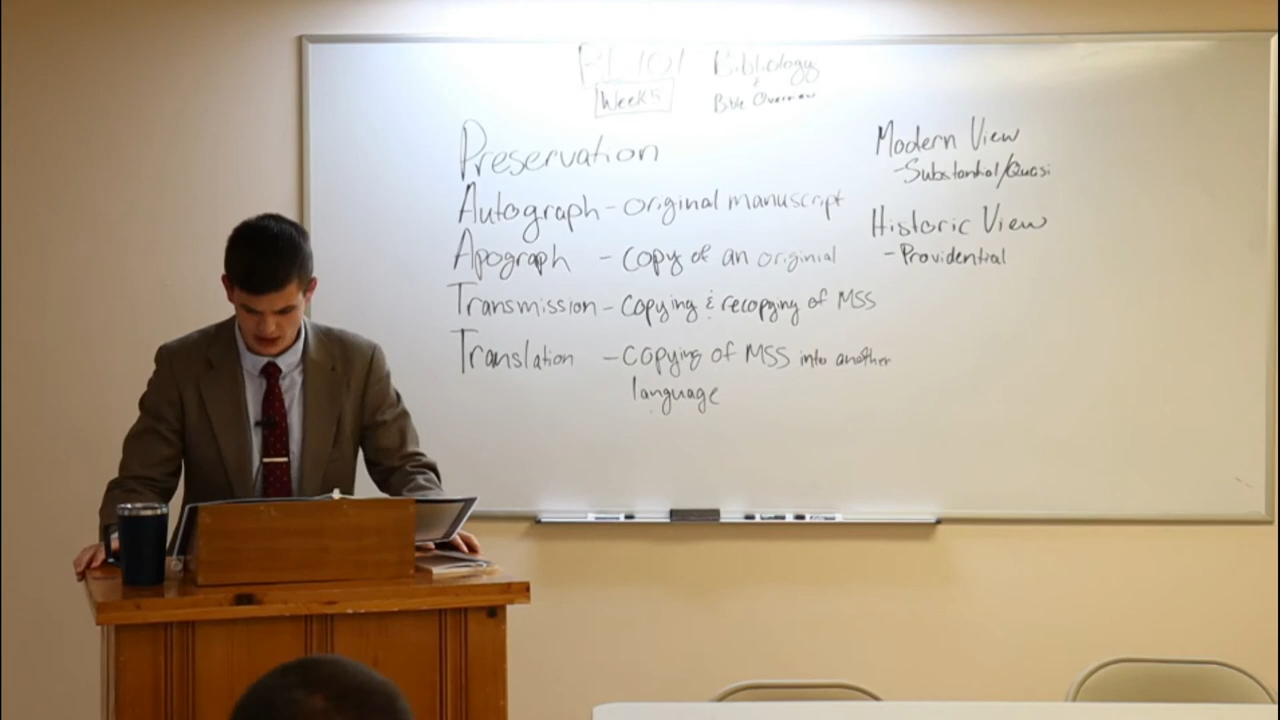 BI 101 Bibliology
&
Week 5 Bible Overview
Preservation
Autograph - original manuscript
Apograph - copy of an originial
Transmission - copying & recopying of MSS
Translation - copying of MSS into another
language
Modern View
- Substantial/Quasi
Historic View
- Providential